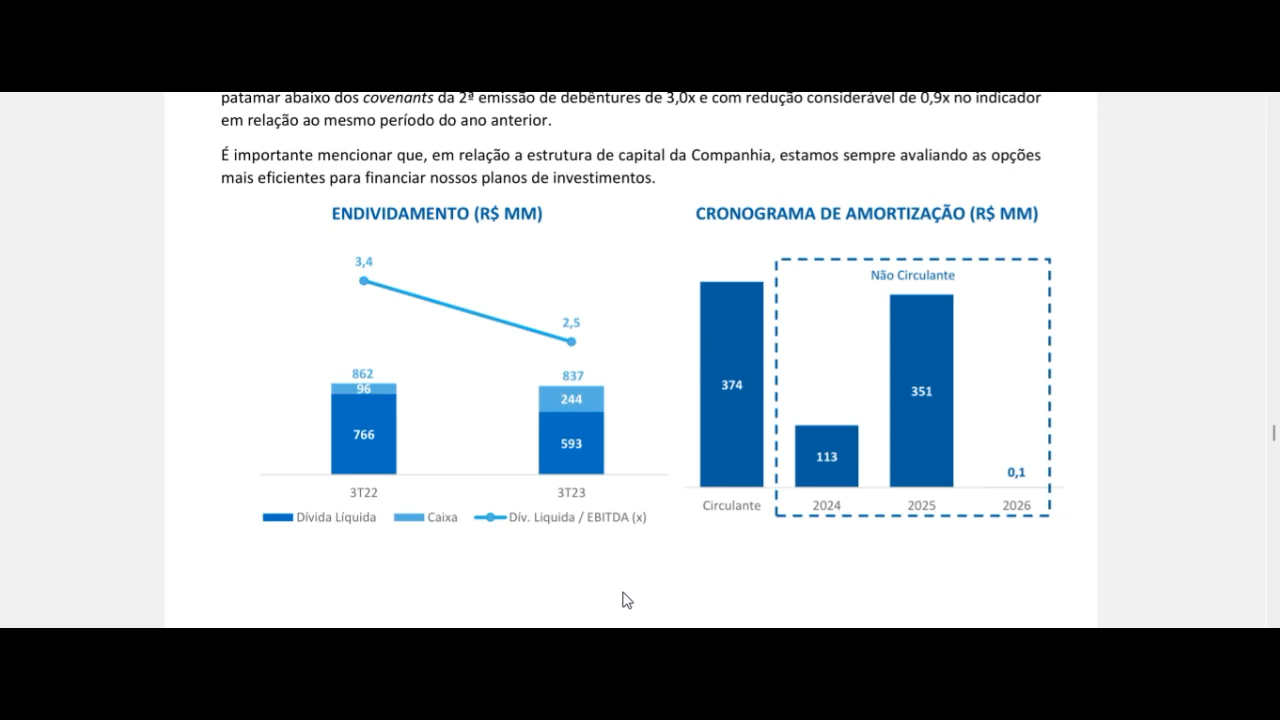 patamar abaixo dos covenants da 2ª emissão de debêntures de 3,0x e com redução considerável de 0,9x no indicador
em relação ao mesmo período do ano anterior.
É importante mencionar que, em relação a estrutura de capital da Companhia, estamos sempre avaliando as opções
mais eficientes para financiar nossos planos de investimentos.
ENDIVIDAMENTO (R$ MM)
3,4
2,5
862
96
766
837
244
593
3T22
3T23
Dívida Líquida
Caixa
Dív. Liquida / EBITDA (x)
CRONOGRAMA DE AMORTIZAÇÃO (R$ MM)
Não Circulante
374
113
351
0,1
Circulante
2024
2025
2026